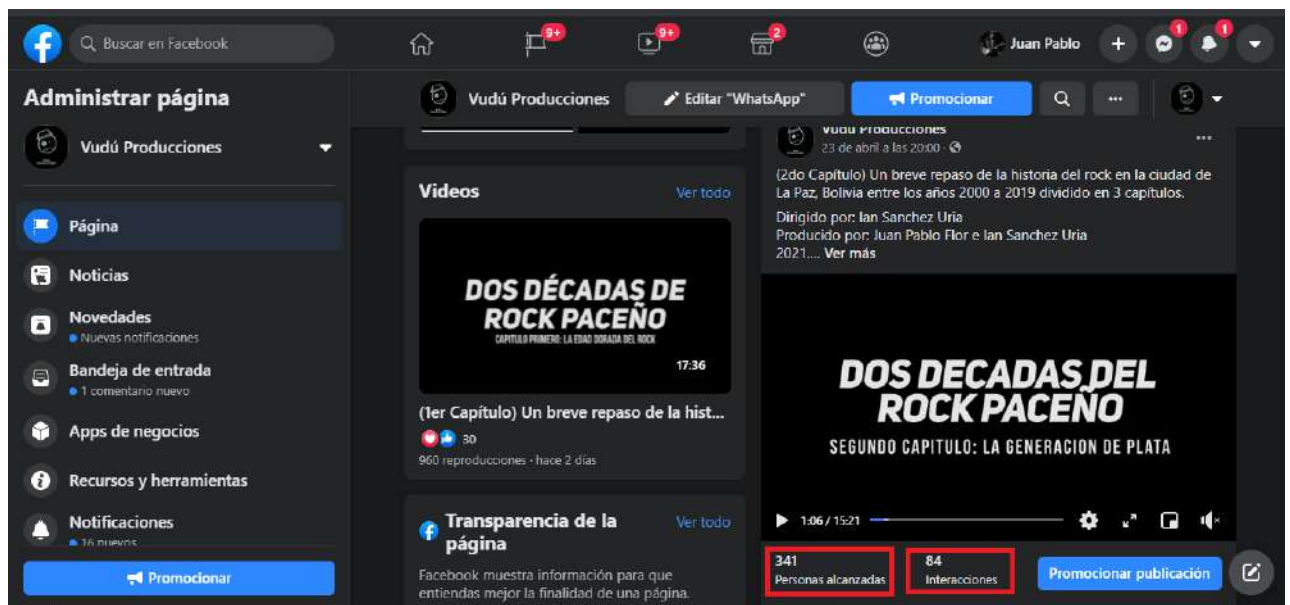 Buscar en Facebook
9+
9+
2
Juan Pablo
1
1
Administrar página
Vudú Producciones
Página
Noticias
Novedades
Nuevas notificaciones
Bandeja de entrada
1 comentario nuevo
Apps de negocios
Recursos y herramientas
Notificaciones
16 nuevos
Promocionar
Vudú Producciones
Editar "WhatsApp"
Promocionar
Videos
Ver todo
DOS DÉCADAS DE
ROCK PACEÑO
CAPITULO PRIMERO: LA EDAD DORADA DEL ROCK
17:36
(1er Capítulo) Un breve repaso de la hist...
30
960 reproducciones · hace 2 días
Transparencia de la
página
Ver todo
Facebook muestra información para que
entiendas mejor la finalidad de una página.
Vudú Producciones
23 de abril a las 20:00
(2do Capítulo) Un breve repaso de la historia del rock en la ciudad de
La Paz, Bolivia entre los años 2000 a 2019 dividido en 3 capítulos.
Dirigido por: Ian Sanchez Uria
Producido por: Juan Pablo Flor e Ian Sanchez Uria
2021.... Ver más
DOS DECADAS DEL
ROCK PACEÑO
SEGUNDO CAPITULO: LA GENERACION DE PLATA
1:06 / 15:21
341
Personas alcanzadas
84
Interacciones
Promocionar publicación